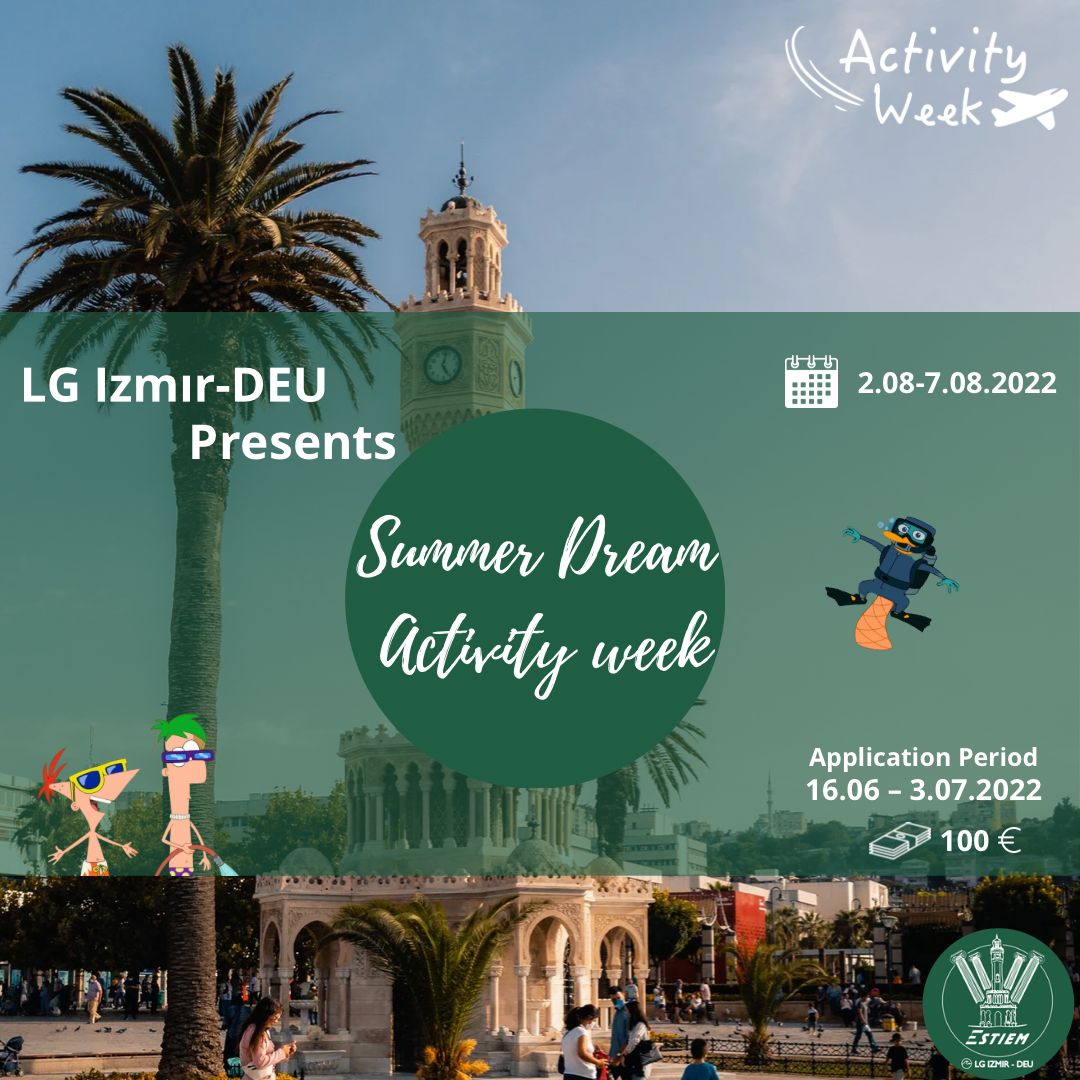 Activity
Week
LG Izmır-DEU
Presents
2.08-7.08.2022
Summer Dream
Activity week
Application Period
16.06 – 3.07.2022
100 €
ESTIEM
LG IZMIR - DEU